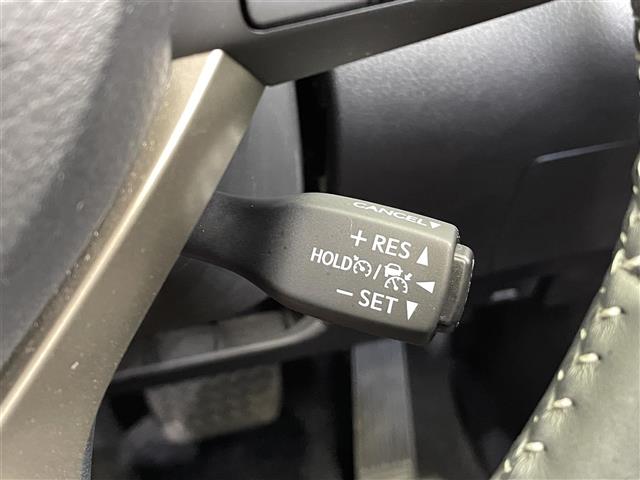 CANCEL ▼
+ RES ▲
HOLD /
− SET ▼